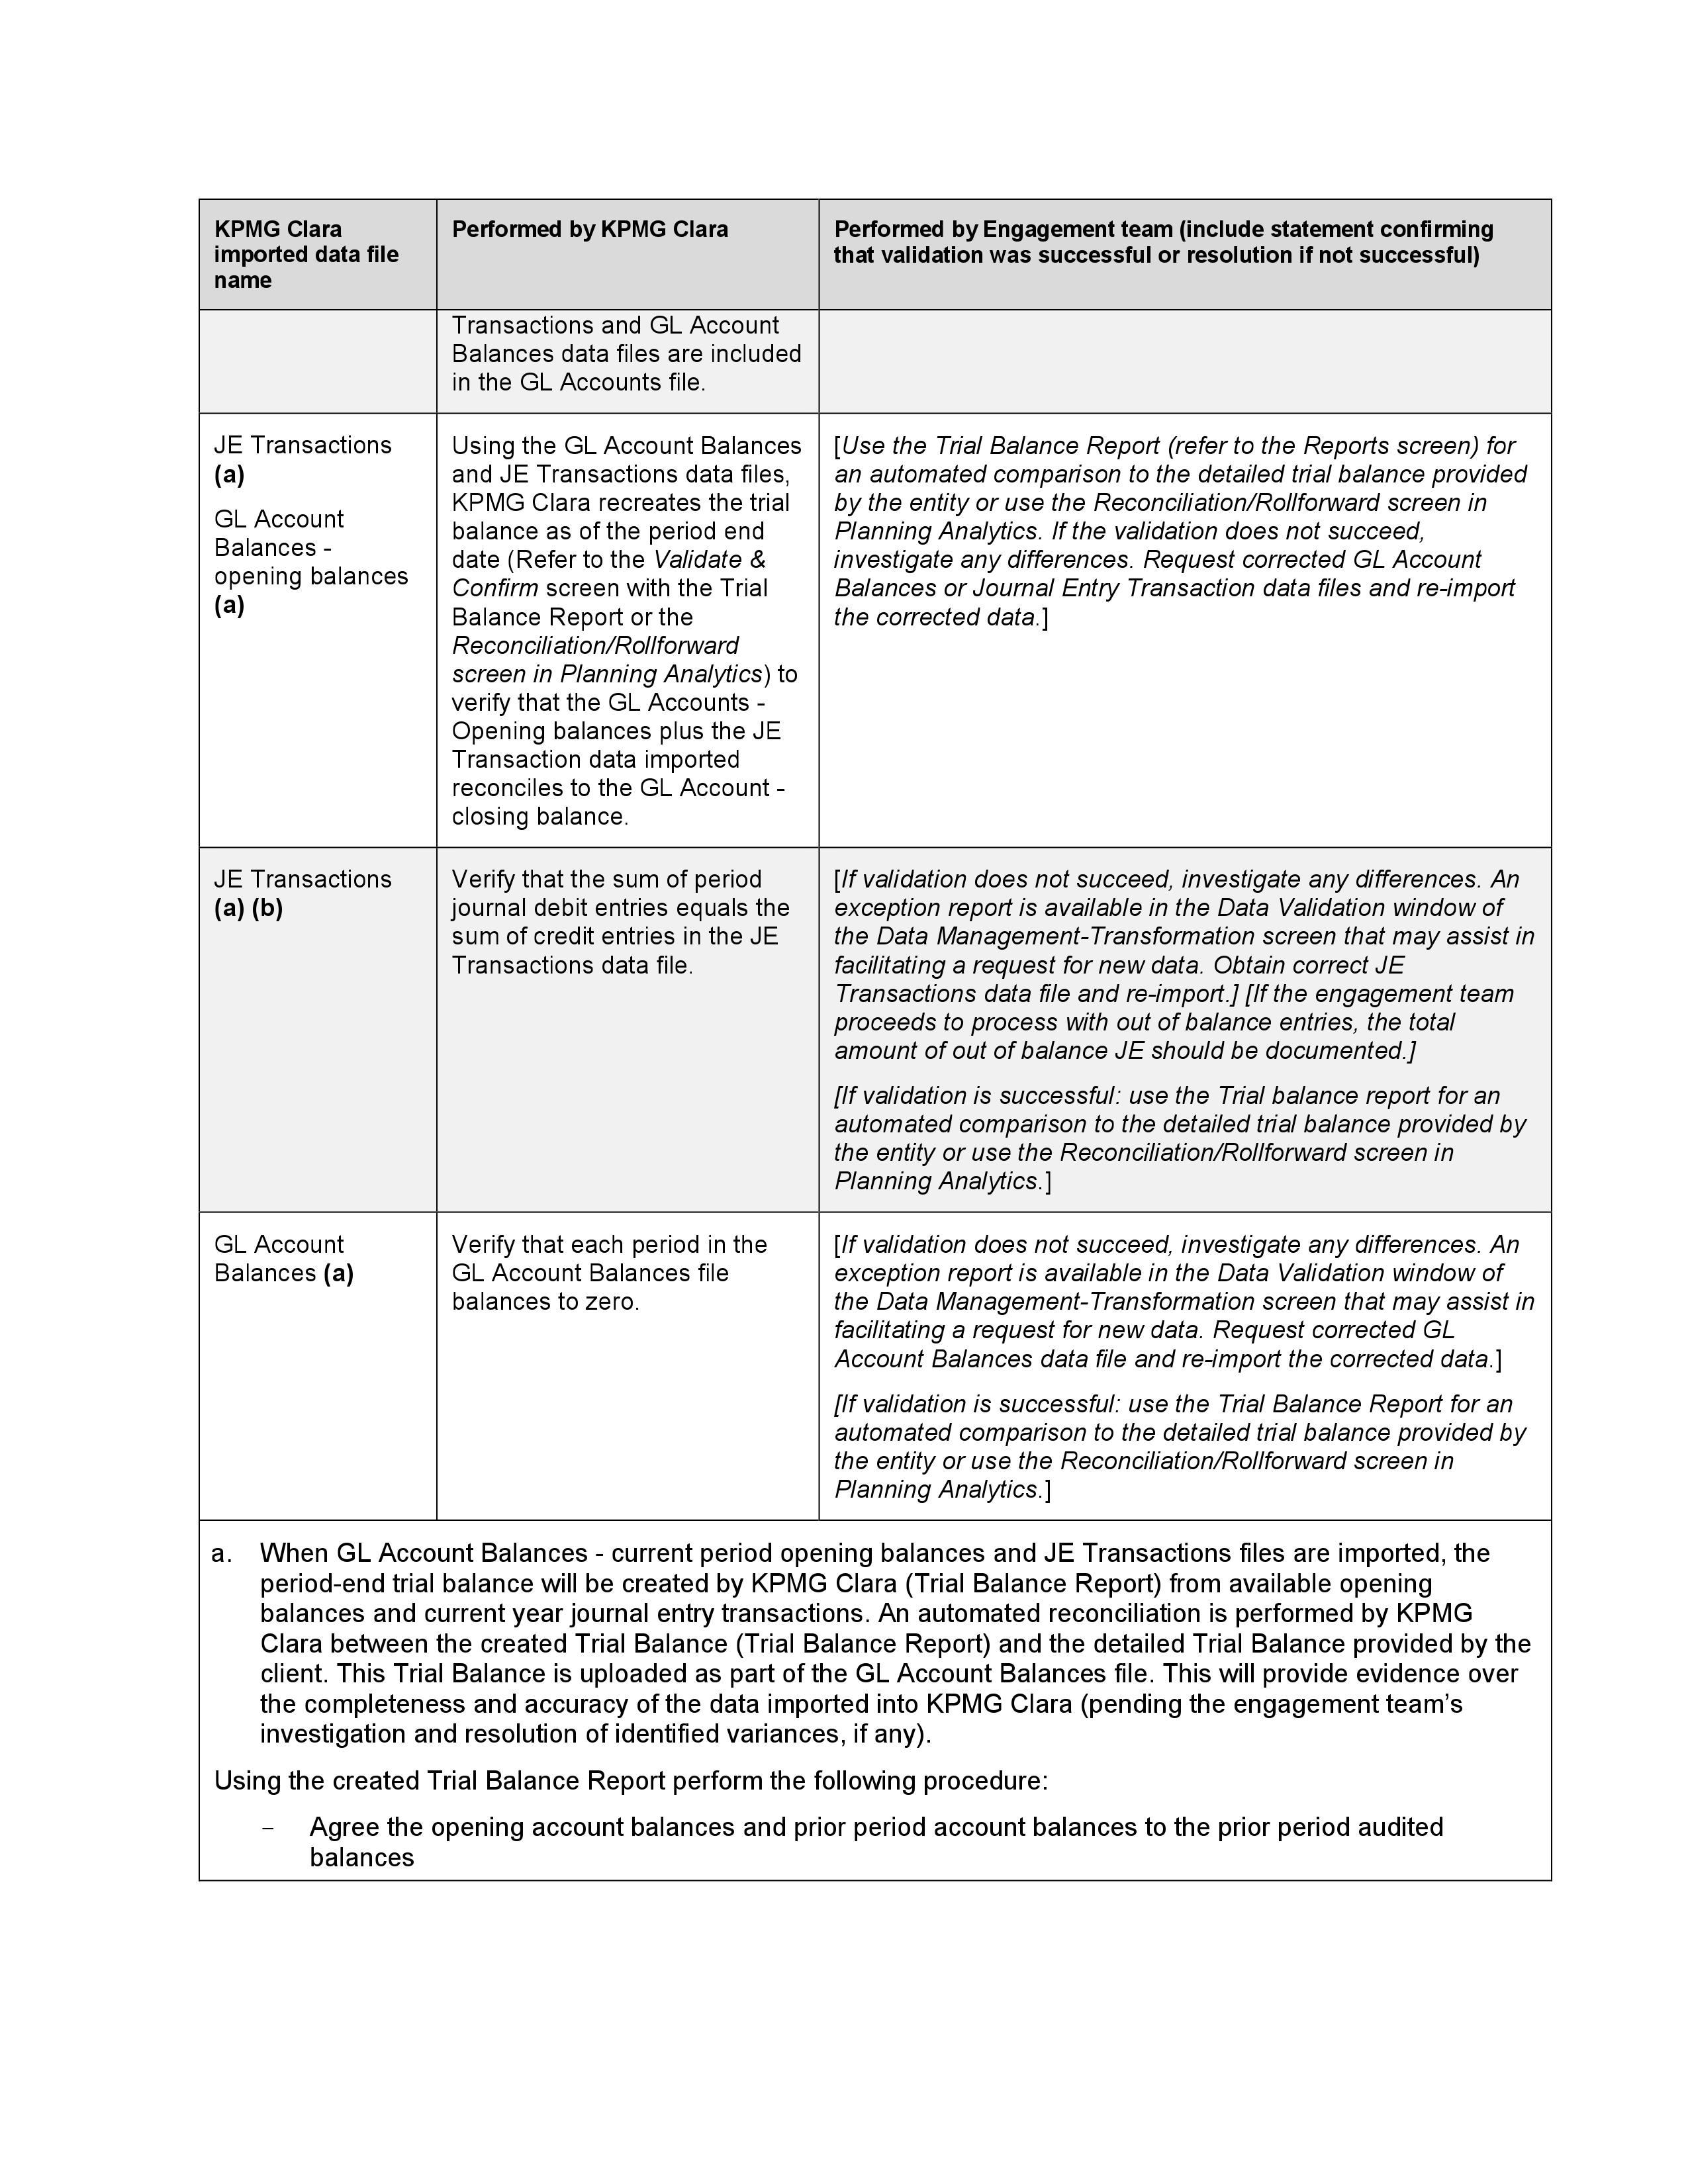 KPMG Clara
imported data file
name
Performed by KPMG Clara
Performed by Engagement team (include statement confirming
that validation was successful or resolution if not successful)
Transactions and GL Account
Balances data files are included
in the GL Accounts file.
JE Transactions
(a)
GL Account
Balances -
opening balances
(a)
Using the GL Account Balances
and JE Transactions data files,
KPMG Clara recreates the trial
balance as of the period end
date (Refer to the Validate &
Confirm screen with the Trial
Balance Report or the
Reconciliation/Rollforward
screen in Planning Analytics) to
verify that the GL Accounts -
Opening balances plus the JE
Transaction data imported
reconciles to the GL Account -
closing balance.
[Use the Trial Balance Report (refer to the Reports screen) for
an automated comparison to the detailed trial balance provided
by the entity or use the Reconciliation/Rollforward screen in
Planning Analytics. If the validation does not succeed,
investigate any differences. Request corrected GL Account
Balances or Journal Entry Transaction data files and re-import
the corrected data.]
JE Transactions
(a) (b)
Verify that the sum of period
journal debit entries equals the
sum of credit entries in the JE
Transactions data file.
[If validation does not succeed, investigate any differences. An
exception report is available in the Data Validation window of
the Data Management-Transformation screen that may assist in
facilitating a request for new data. Obtain correct JE
Transactions data file and re-import.] [If the engagement team
proceeds to process with out of balance entries, the total
amount of out of balance JE should be documented.]
[If validation is successful: use the Trial balance report for an
automated comparison to the detailed trial balance provided by
the entity or use the Reconciliation/Rollforward screen in
Planning Analytics.]
GL Account
Balances (a)
Verify that each period in the
GL Account Balances file
balances to zero.
[If validation does not succeed, investigate any differences. An
exception report is available in the Data Validation window of
the Data Management-Transformation screen that may assist in
facilitating a request for new data. Request corrected GL
Account Balances data file and re-import the corrected data.]
[If validation is successful: use the Trial Balance Report for an
automated comparison to the detailed trial balance provided by
the entity or use the Reconciliation/Rollforward screen in
Planning Analytics.]
a. When GL Account Balances - current period opening balances and JE Transactions files are imported, the
period-end trial balance will be created by KPMG Clara (Trial Balance Report) from available opening
balances and current year journal entry transactions. An automated reconciliation is performed by KPMG
Clara between the created Trial Balance (Trial Balance Report) and the detailed Trial Balance provided by the
client. This Trial Balance is uploaded as part of the GL Account Balances file. This will provide evidence over
the completeness and accuracy of the data imported into KPMG Clara (pending the engagement team’s
investigation and resolution of identified variances, if any).
Using the created Trial Balance Report perform the following procedure:
− Agree the opening account balances and prior period account balances to the prior period audited
balances